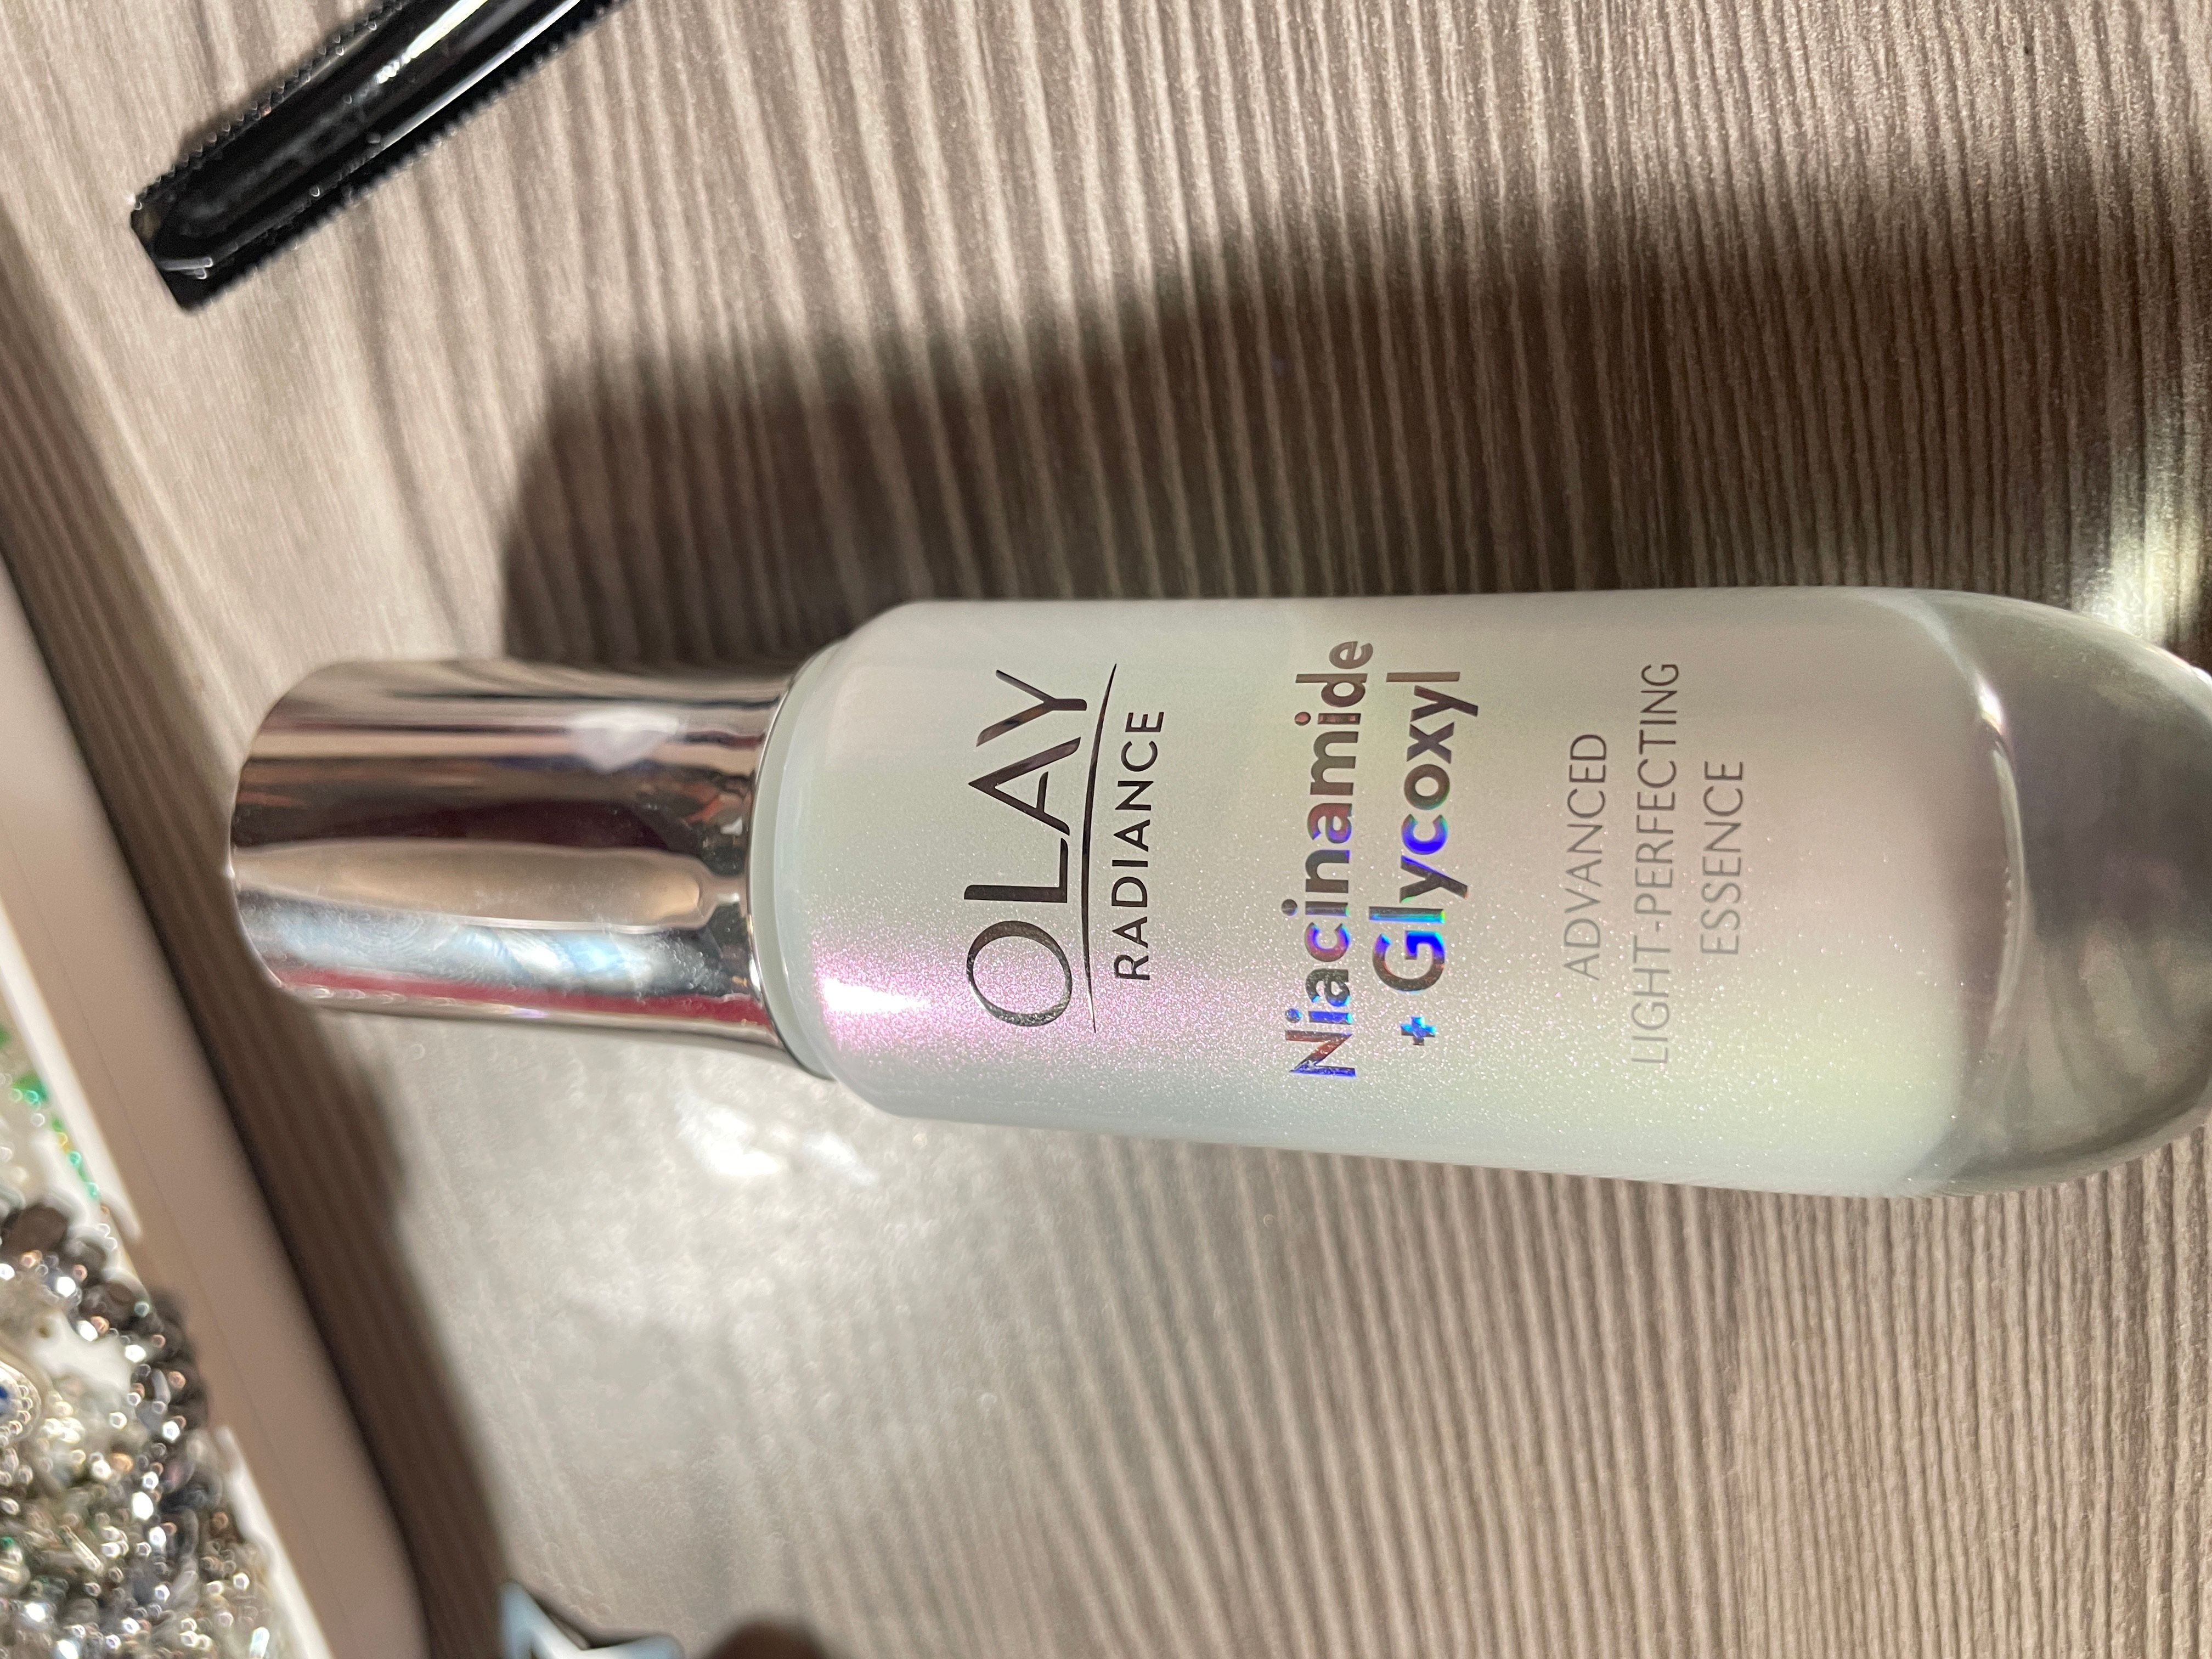 OLAY
RADIANCE
Niacinamide
+ Glycoxyl
ADVANCED
LIGHT-PERFECTING
ESSENCE